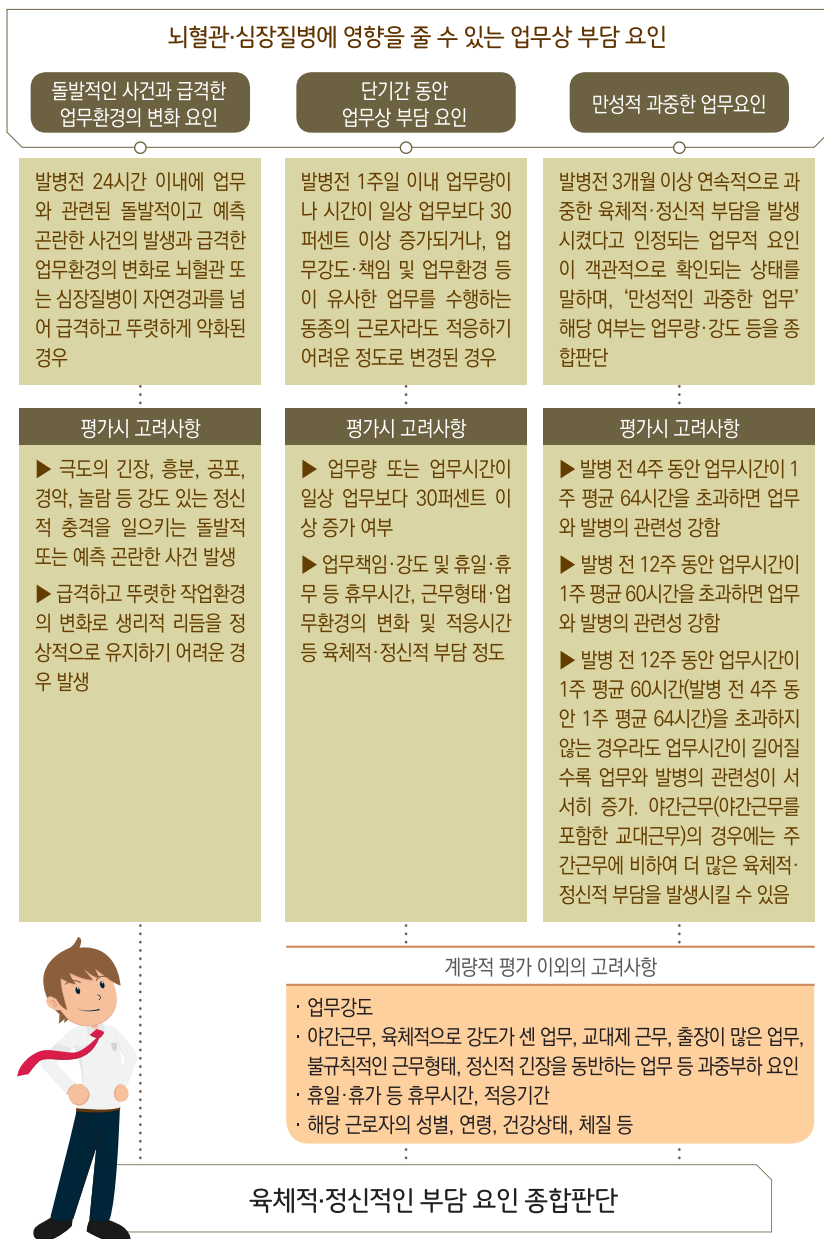 뇌혈관·심장질병에 영향을 줄 수 있는 업무상 부담 요인
돌발적인 사건과 급격한
업무환경의 변화 요인
발병전 24시간 이내에 업무
와 관련된 돌발적이고 예측
곤란한 사건의 발생과 급격한
업무환경의 변화로 뇌혈관 또
는 심장질병이 자연경과를 넘
어 급격하고 뚜렷하게 악화된
경우
평가시 고려사항
▶ 극도의 긴장, 흥분, 공포,
경악, 놀람 등 강도 있는 정신
적 충격을 일으키는 돌발적
또는 예측 곤란한 사건 발생
▶ 급격하고 뚜렷한 작업환경
의 변화로 생리적 리듬을 정
상적으로 유지하기 어려운 경
우 발생
단기간 동안
업무상 부담 요인
발병전 1주일 이내 업무량이
나 시간이 일상 업무보다 30
퍼센트 이상 증가되거나, 업
무강도·책임 및 업무환경 등
이 유사한 업무를 수행하는
동종의 근로자라도 적응하기
어려운 정도로 변경된 경우
평가시 고려사항
▶ 업무량 또는 업무시간이
일상 업무보다 30퍼센트 이
상 증가 여부
▶ 업무책임·강도 및 휴일·휴
무 등 휴무시간, 근무형태·업
무환경의 변화 및 적응시간
등 육체적·정신적 부담 정도
만성적 과중한 업무요인
발병전 3개월 이상 연속적으로 과
중한 육체적·정신적 부담을 발생
시켰다고 인정되는 업무적 요인
이 객관적으로 확인되는 상태를
말하며, ‘만성적인 과중한 업무’
해당 여부는 업무량·강도 등을 종
합판단
평가시 고려사항
▶ 발병 전 4주 동안 업무시간이 1
주 평균 64시간을 초과하면 업무
와 발병의 관련성 강함
▶ 발병 전 12주 동안 업무시간이
1주 평균 60시간을 초과하면 업무
와 발병의 관련성 강함
▶ 발병 전 12주 동안 업무시간이
1주 평균 60시간(발병 전 4주 동
안 1주 평균 64시간)을 초과하지
않는 경우라도 업무시간이 길어질
수록 업무와 발병의 관련성이 서
서히 증가. 야간근무(야간근무를
포함한 교대근무)의 경우에는 주
간근무에 비하여 더 많은 육체적·
정신적 부담을 발생시킬 수 있음
계량적 평가 이외의 고려사항
· 업무강도
· 야간근무, 육체적으로 강도가 센 업무, 교대제 근무, 출장이 많은 업무,
불규칙적인 근무형태, 정신적 긴장을 동반하는 업무 등 과중부하 요인
· 휴일·휴가 등 휴무시간, 적응기간
· 해당 근로자의 성별, 연령, 건강상태, 체질 등
육체적·정신적인 부담 요인 종합판단